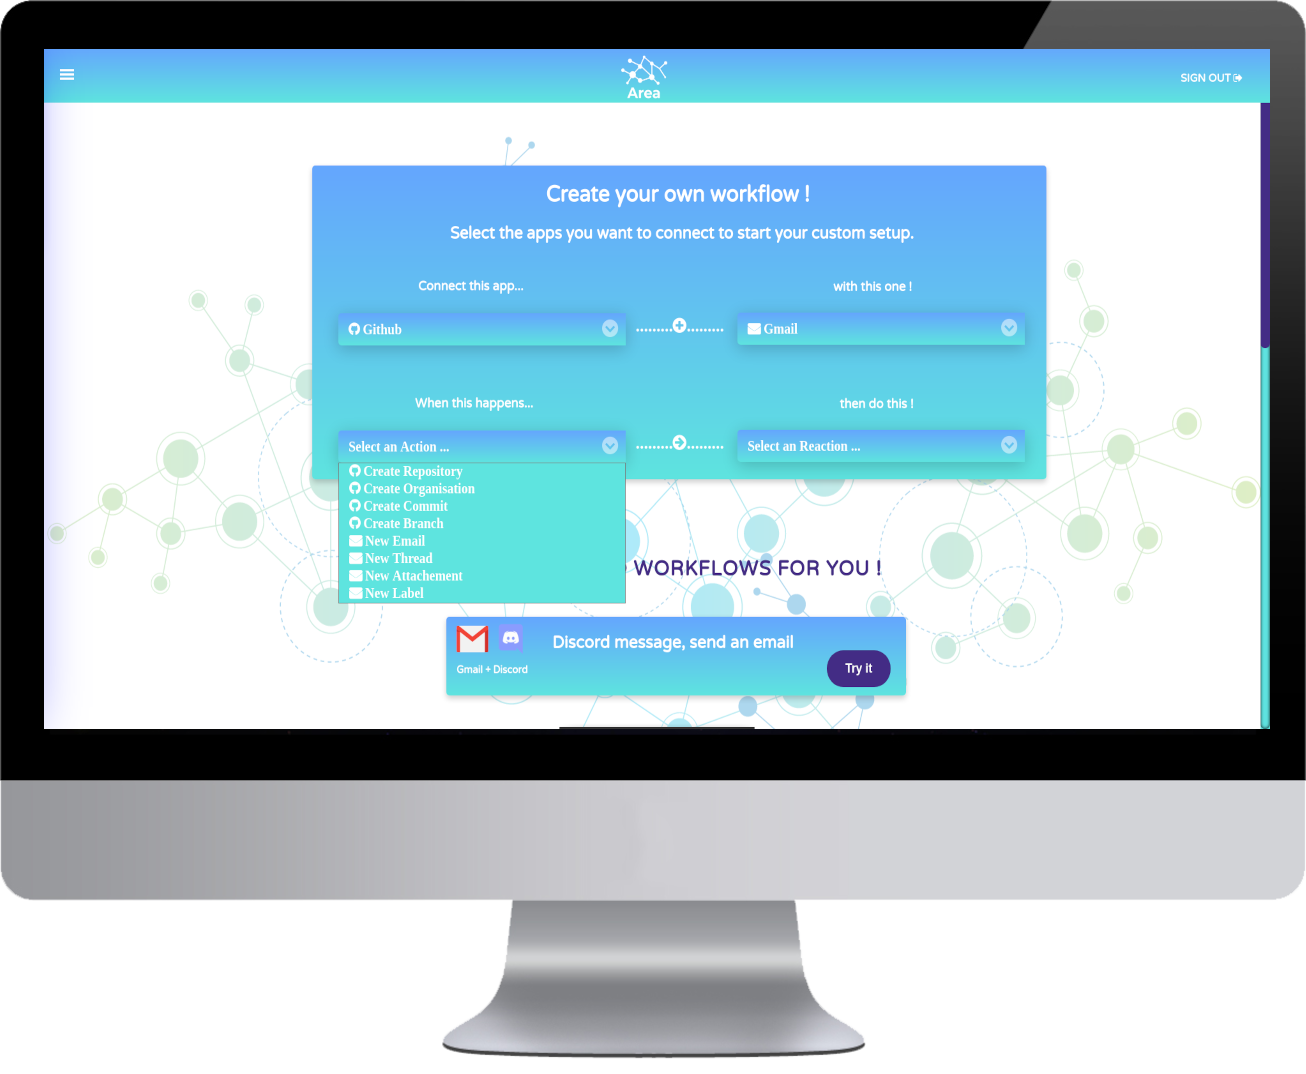 Area
SIGN OUT
Create your own workflow !
Select the apps you want to connect to start your custom setup.
Connect this app...
with this one !
Github
Gmail
When this happens...
then do this !
Select an Action ...
Select an Reaction ...
Create Repository
Create Organisation
Create Commit
Create Branch
New Email
New Thread
New Attachement
New Label
WORKFLOWS FOR YOU !
Discord message, send an email
Gmail + Discord
Try it